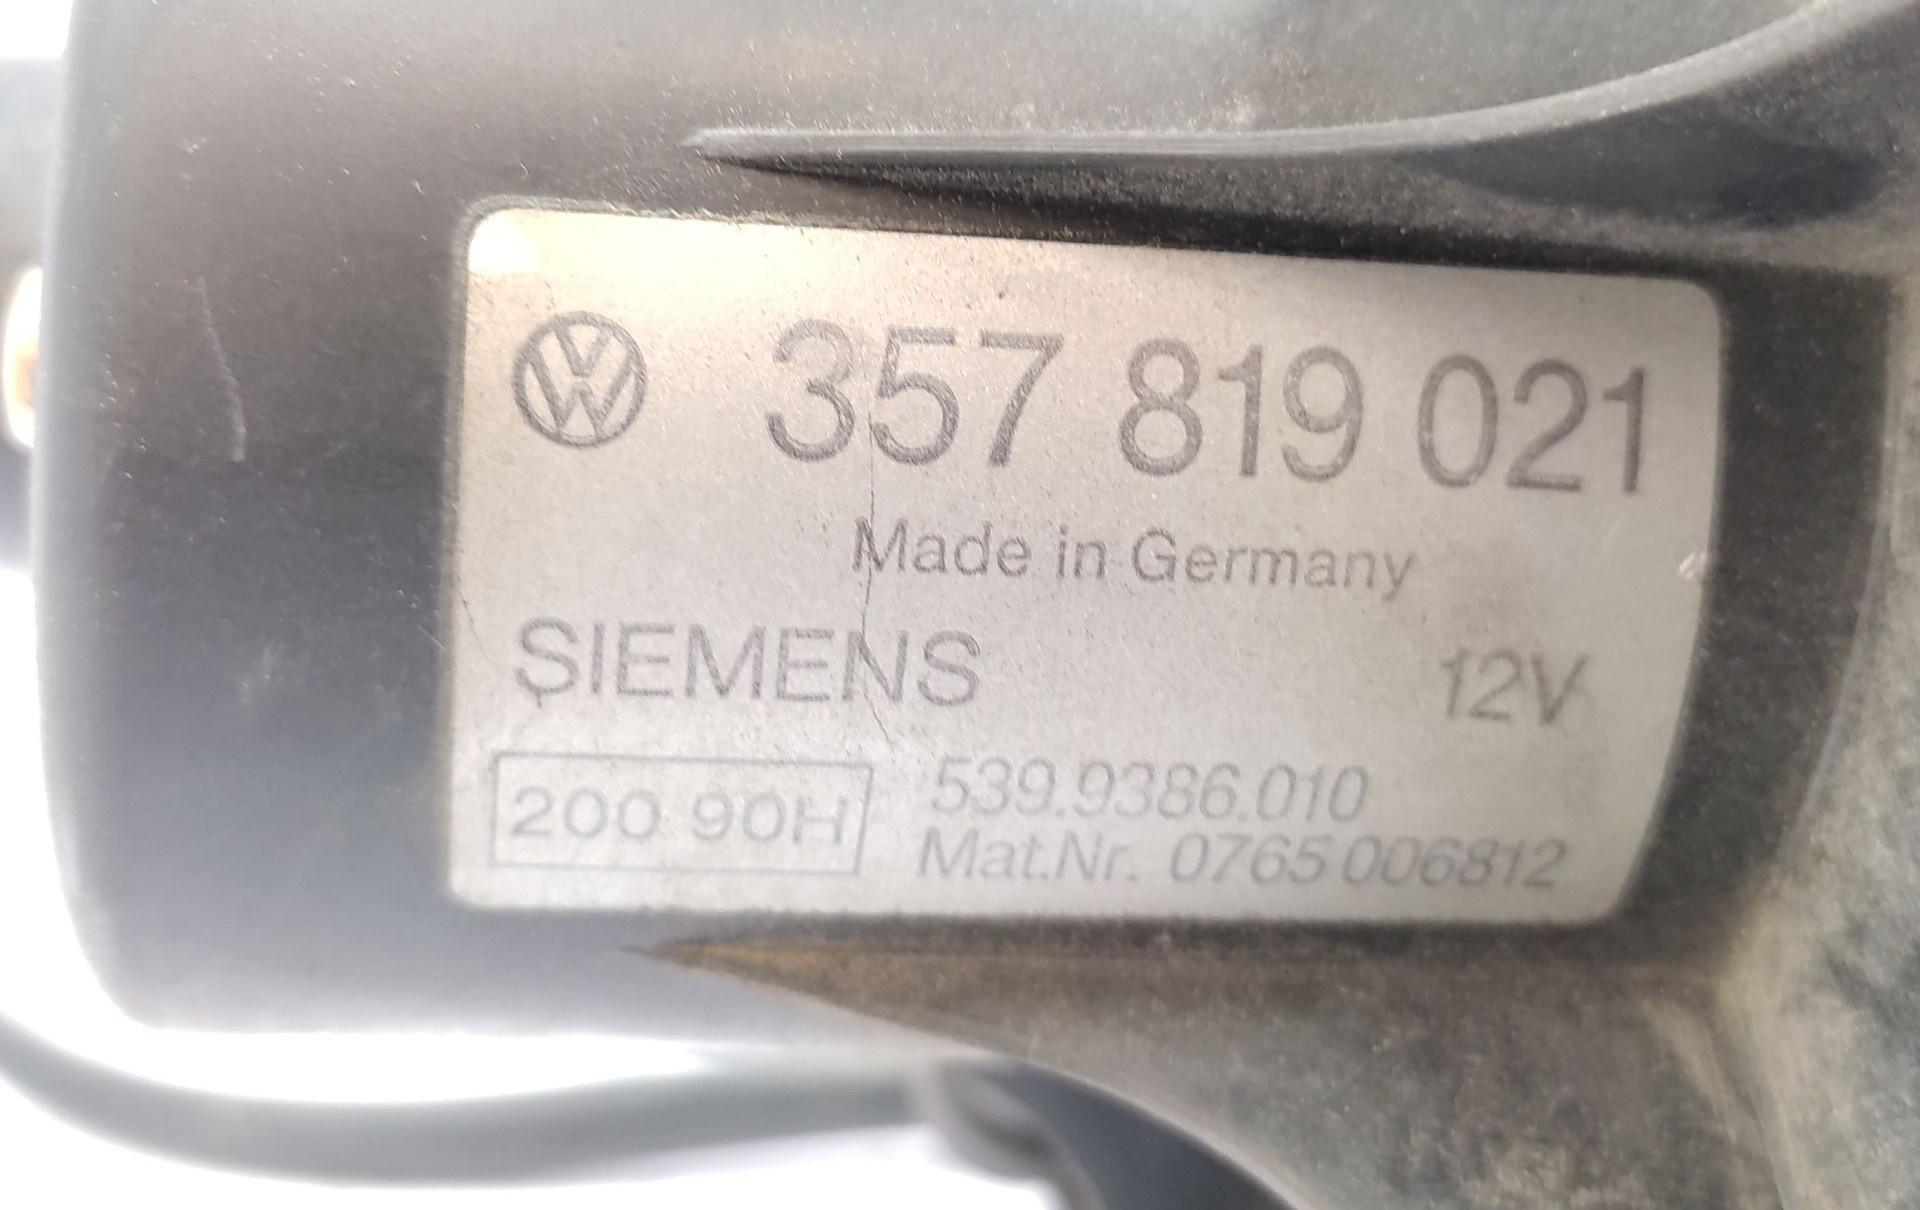 357 819 021
Made in Germany
SIEMENS 12V
200 90H 539.9386.010
Mat.Nr. 0765 006812